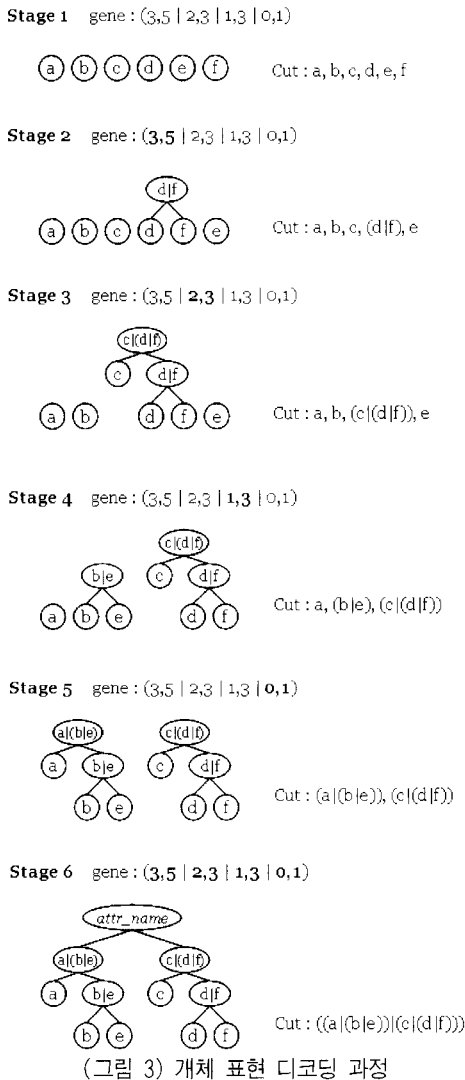 Stage 1 gene : (3,5 | 2,3 | 1,3 | 0,1)
a b c d e f Cut : a, b, c, d, e, f
Stage 2 gene : (3,5 | 2,3 | 1,3 | 0,1)
d|f
a b c d f e Cut : a, b, c, (d|f), e
Stage 3 gene : (3,5 | 2,3 | 1,3 | 0,1)
c|(d|f)
c d|f
a b d f e Cut : a, b, (c|(d|f)), e
Stage 4 gene : (3,5 | 2,3 | 1,3 | 0,1)
c|(d|f)
b|e c d|f
a b e d f Cut : a, (b|e), (c|(d|f))
Stage 5 gene : (3,5 | 2,3 | 1,3 | 0,1)
a|(b|e) c|(d|f)
a b|e c d|f
b e d f Cut : (a|(b|e)), (c|(d|f))
Stage 6 gene : (3,5 | 2,3 | 1,3 | 0,1)
attr_name
a|(b|e) c|(d|f)
a b|e c d|f
b e d f Cut : ((a|(b|e))|(c|(d|f)))
(그림 3) 개체 표현 디코딩 과정